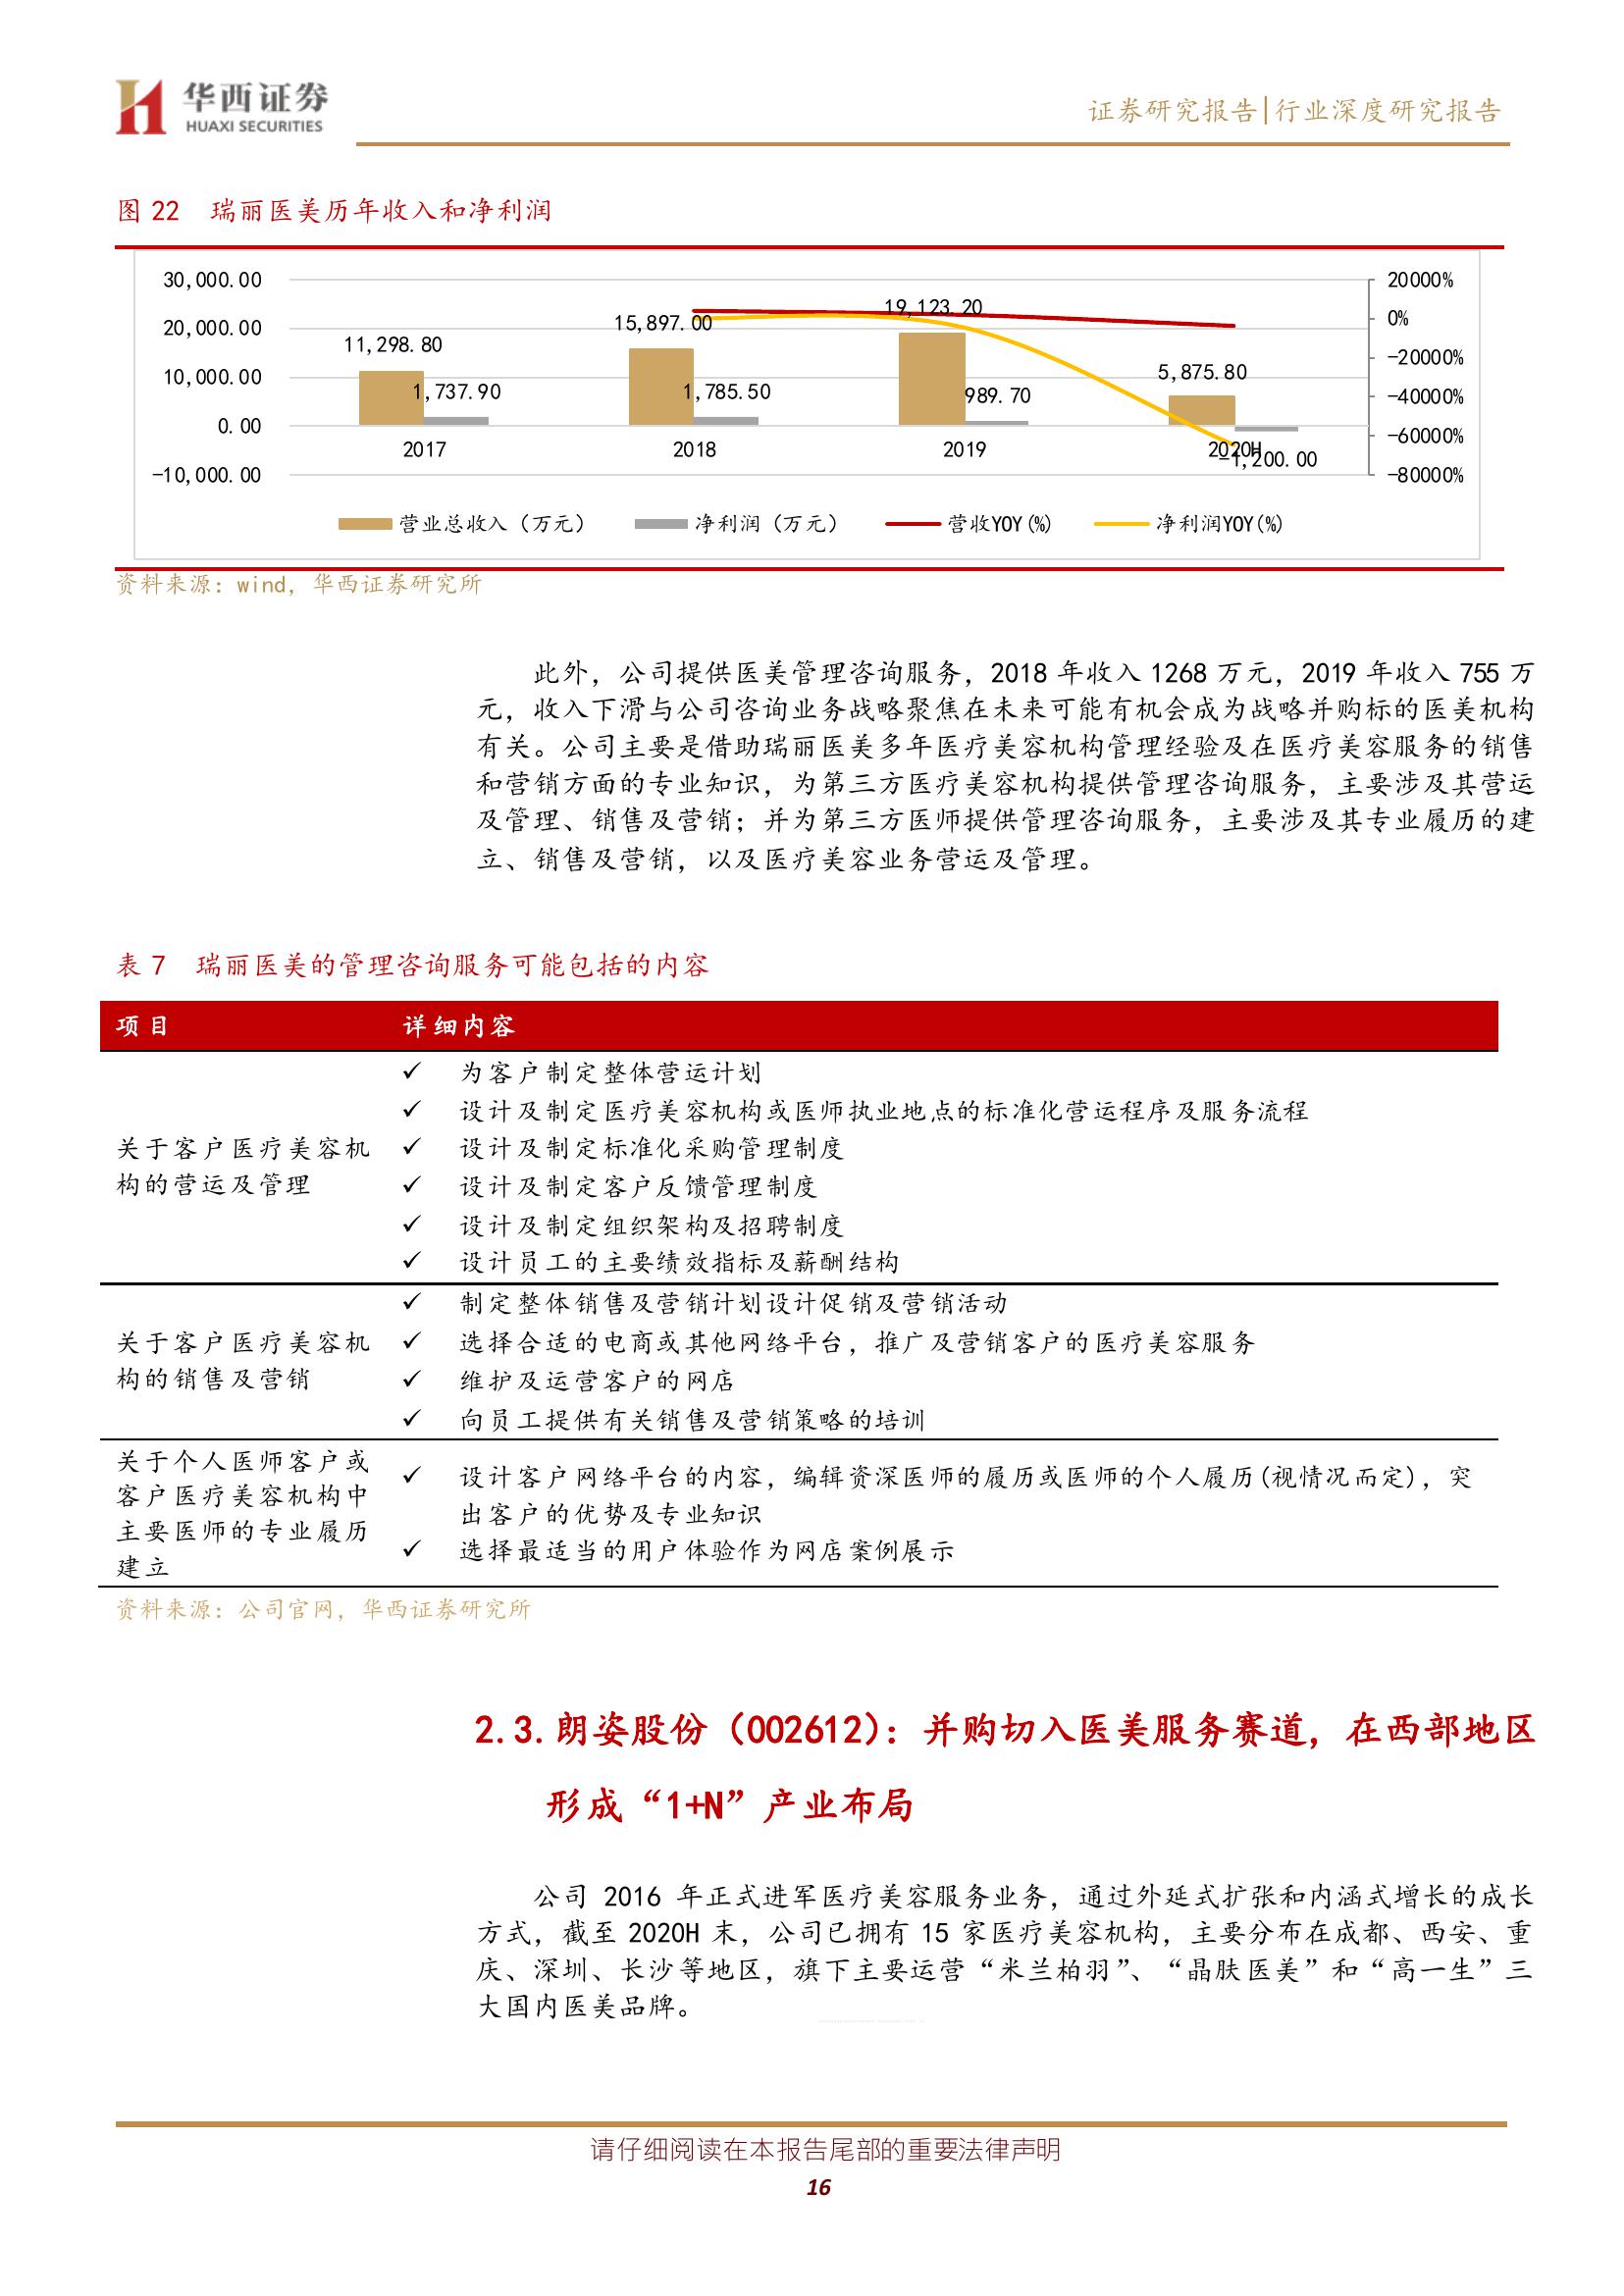 华西证券
HUAXI SECURITIES
证券研究报告|行业深度研究报告
图 22 瑞丽医美历年收入和净利润
30,000.00
20,000.00
10,000.00
0.00
-10,000.00
11,298.80
1,737.90
15,897.00
1,785.50
19,123.20
989.70
5,875.80
-1,200.00
2017
2018
2019
2020H
20000%
0%
-20000%
-40000%
-60000%
-80000%
营业总收入（万元）
净利润（万元）
营收YOY(%)
净利润YOY(%)
资料来源：wind，华西证券研究所
此外，公司提供医美管理咨询服务，2018 年收入 1268 万元，2019 年收入 755 万
元，收入下滑与公司咨询业务战略聚焦在未来可能有机会成为战略并购标的医美机构
有关。公司主要是借助瑞丽医美多年医疗美容机构管理经验及在医疗美容服务的销售
和营销方面的专业知识，为第三方医疗美容机构提供管理咨询服务，主要涉及其营运
及管理、销售及营销；并为第三方医师提供管理咨询服务，主要涉及其专业履历的建
立、销售及营销，以及医疗美容业务营运及管理。
表 7 瑞丽医美的管理咨询服务可能包括的内容
项目 详细内容
关于客户医疗美容机
构的营运及管理
✓ 为客户制定整体营运计划
✓ 设计及制定医疗美容机构或医师执业地点的标准化营运程序及服务流程
✓ 设计及制定标准化采购管理制度
✓ 设计及制定客户反馈管理制度
✓ 设计及制定组织架构及招聘制度
✓ 设计员工的主要绩效指标及薪酬结构
关于客户医疗美容机
构的销售及营销
✓ 制定整体销售及营销计划设计促销及营销活动
✓ 选择合适的电商或其他网络平台，推广及营销客户的医疗美容服务
✓ 维护及运营客户的网店
✓ 向员工提供有关销售及营销策略的培训
关于个人医师客户或
客户医疗美容机构中
主要医师的专业履历
建立
✓ 设计客户网络平台的内容，编辑资深医师的履历或医师的个人履历(视情况而定)，突
出客户的优势及专业知识
✓ 选择最适当的用户体验作为网店案例展示
资料来源：公司官网，华西证券研究所
2.3.朗姿股份（002612）：并购切入医美服务赛道，在西部地区
形成“1+N”产业布局
公司 2016 年正式进军医疗美容服务业务，通过外延式扩张和内涵式增长的成长
方式，截至 2020H 末，公司已拥有 15 家医疗美容机构，主要分布在成都、西安、重
庆、深圳、长沙等地区，旗下主要运营“米兰柏羽”、“晶肤医美”和“高一生”三
大国内医美品牌。
请仔细阅读在本报告尾部的重要法律声明
16